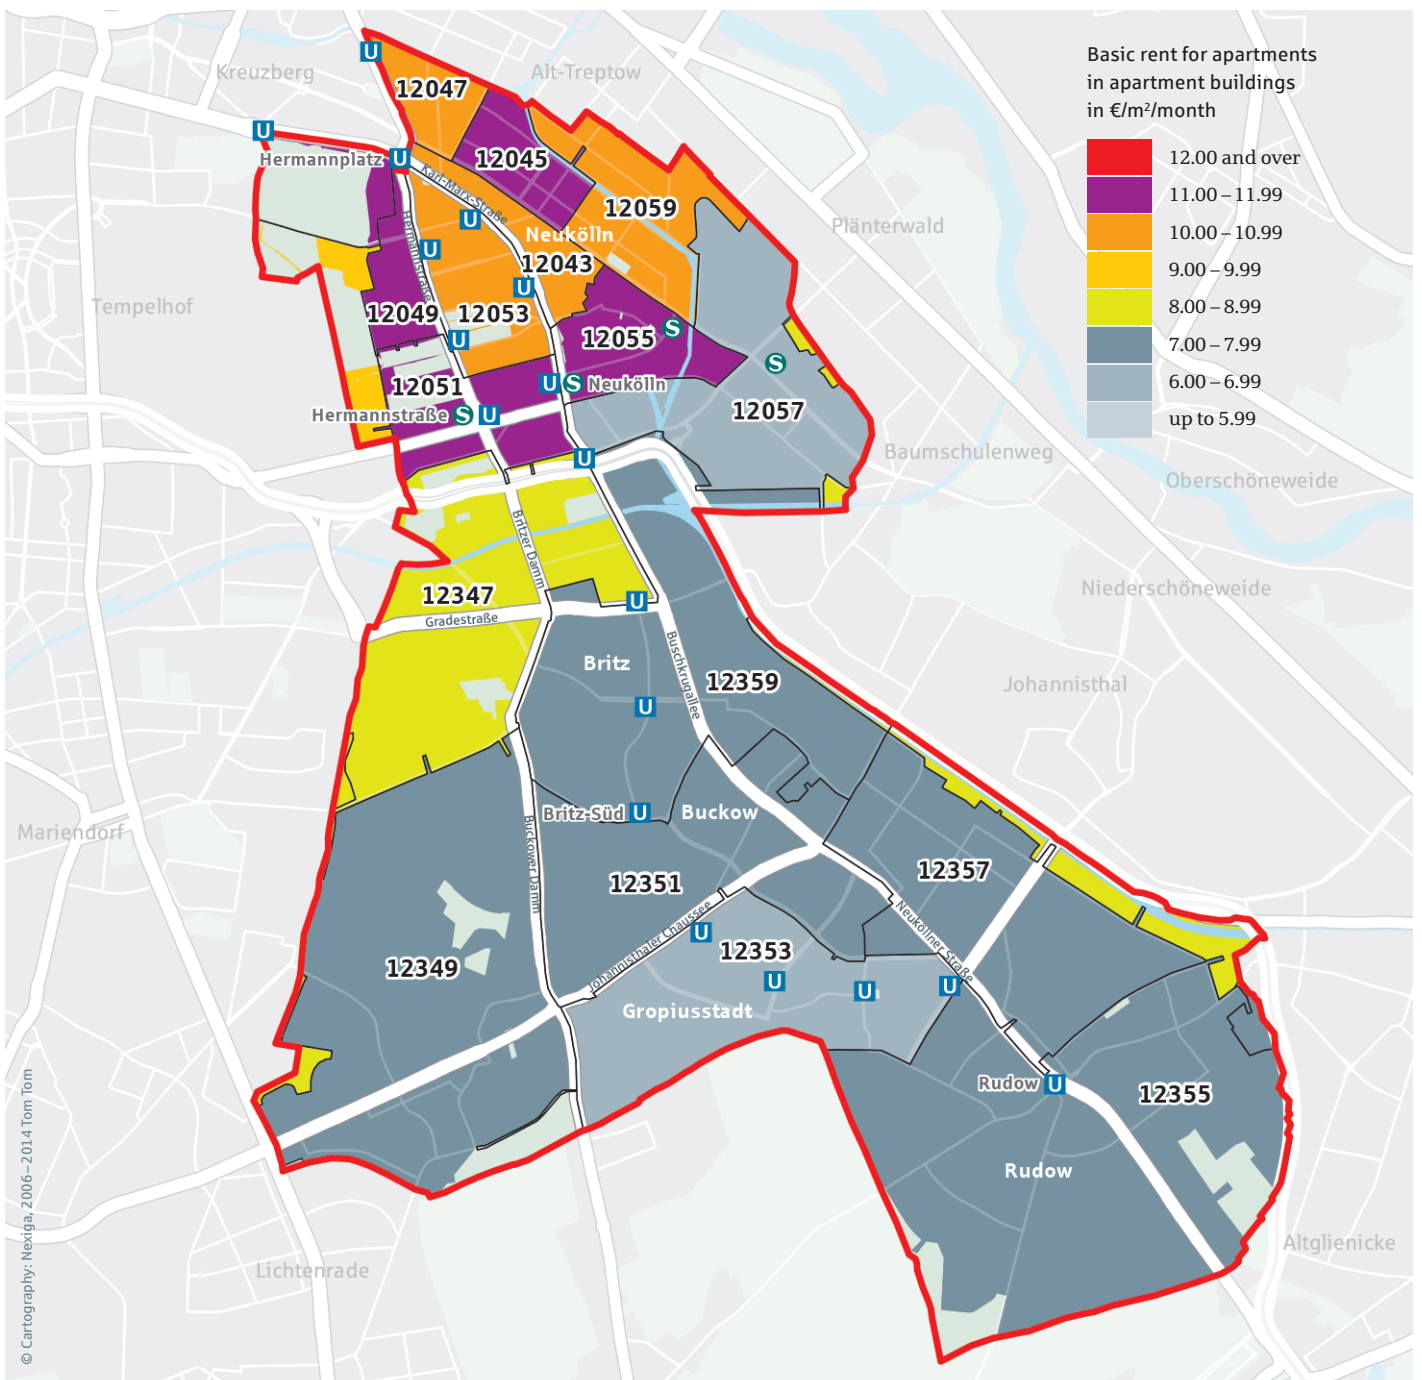 Basic rent for apartments
in apartment buildings
in €/m²/month
12.00 and over
11.00 – 11.99
10.00 – 10.99
9.00 – 9.99
8.00 – 8.99
7.00 – 7.99
6.00 – 6.99
up to 5.99
U
Kreuzberg
Alt-Treptow
12047
U
Hermannplatz
U
12045
Karl-Marx-Straße
12059
U
Hermannstraße
Neukölln
Plänterwald
U
12043
U
Tempelhof
12049
12053
S
12055
U
S
12051
U
S
Neukölln
Hermannstraße
S
U
12057
U
Baumschulenweg
Oberschöneweide
Britzer Damm
12347
Gradestraße
U
Niederschöneweide
Britz
Buschkrugallee
12359
Johannisthal
U
Mariendorf
Britz-Süd
U
Buckow
Buckower Damm
12351
12357
Johannisthaler Chaussee
Neuköllner Straße
U
12353
12349
U
U
U
Gropiusstadt
Rudow
U
12355
Rudow
Altglienicke
Lichtenrade
© Cartography: Nexiga, 2006 – 2014 Tom Tom